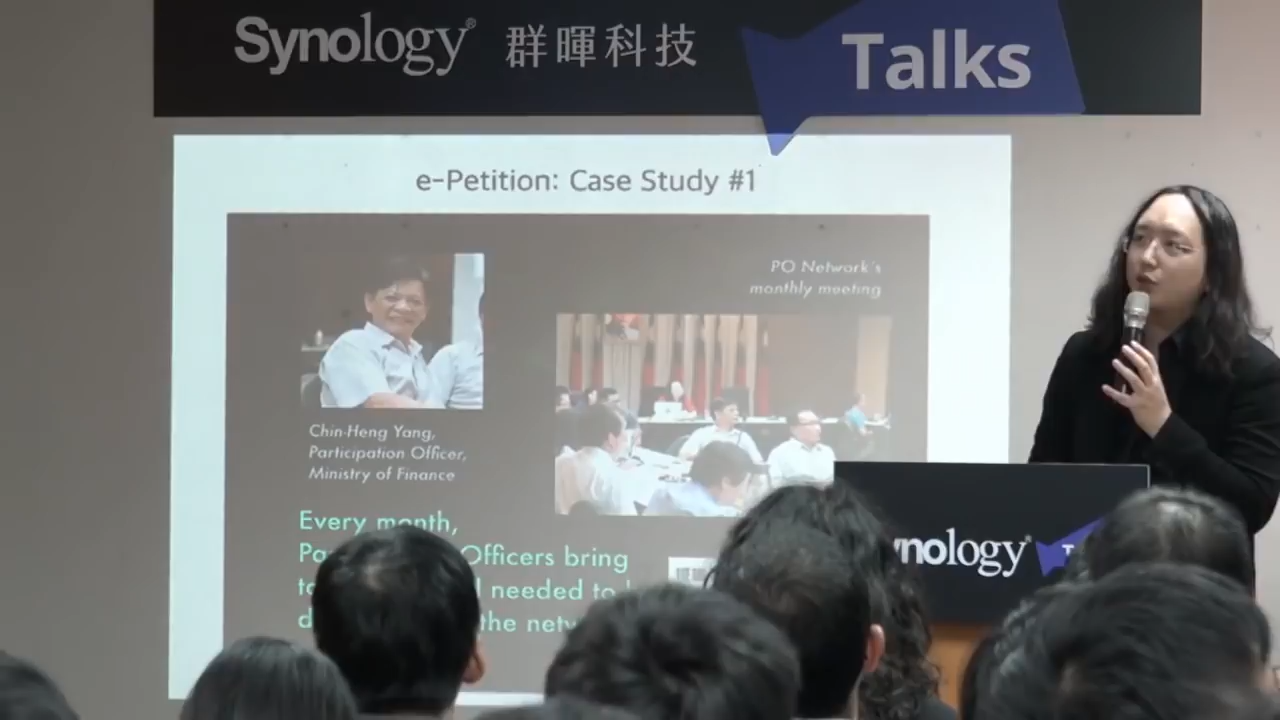 Synology® 群暉科技 Talks
e-Petition: Case Study #1
PO Network's
monthly meeting
Chin-Heng Yang,
Participation Officer,
Ministry of Finance
Every month,
Officers bring
needed to
the
nology®